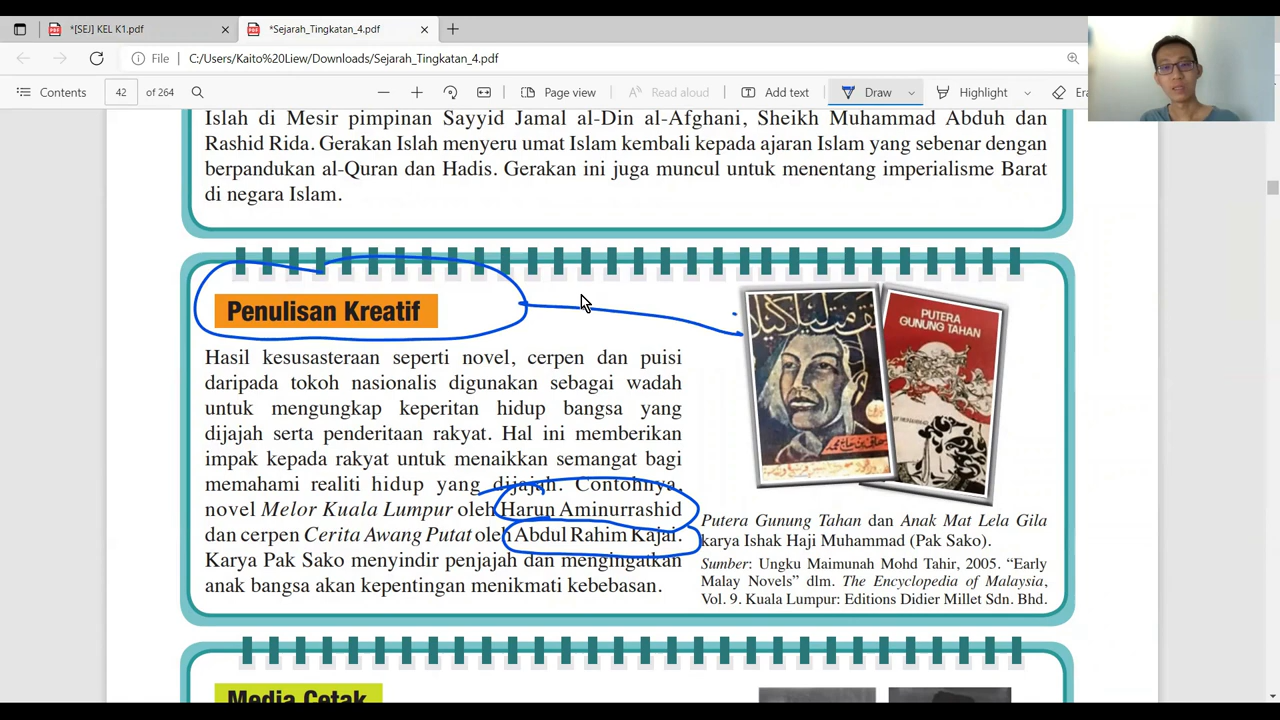 *[SEJ] KEL K1.pdf
*Sejarah_Tingkatan_4.pdf
File
C:/Users/Kaito%20Liew/Downloads/Sejarah_Tingkatan_4.pdf
Contents
42
of 264
Page view
Read aloud
Add text
Draw
Highlight
Era
Islah di Mesir pimpinan Sayyid Jamal al-Din al-Afghani, Sheikh Muhammad Abduh dan
Rashid Rida. Gerakan Islah menyeru umat Islam kembali kepada ajaran Islam yang sebenar dengan
berpandukan al-Quran dan Hadis. Gerakan ini juga muncul untuk menentang imperialisme Barat
di negara Islam.
Penulisan Kreatif
Hasil kesusasteraan seperti novel, cerpen dan puisi
daripada tokoh nasionalis digunakan sebagai wadah
untuk mengungkap keperitan hidup bangsa yang
dijajah serta penderitaan rakyat. Hal ini memberikan
impak kepada rakyat untuk menaikkan semangat bagi
memahami realiti hidup yang dijajah. Contohnya,
novel Melor Kuala Lumpur oleh Harun Aminurrashid
dan cerpen Cerita Awang Putat oleh Abdul Rahim Kajai.
Karya Pak Sako menyindir penjajah dan mengingatkan
anak bangsa akan kepentingan menikmati kebebasan.
PUTERA
GUNUNG TAHAN
Putera Gunung Tahan dan Anak Mat Lela Gila
karya Ishak Haji Muhammad (Pak Sako).
Sumber: Ungku Maimunah Mohd Tahir, 2005. “Early
Malay Novels” dlm. The Encyclopedia of Malaysia,
Vol. 9. Kuala Lumpur: Editions Didier Millet Sdn. Bhd.
Media Cetak